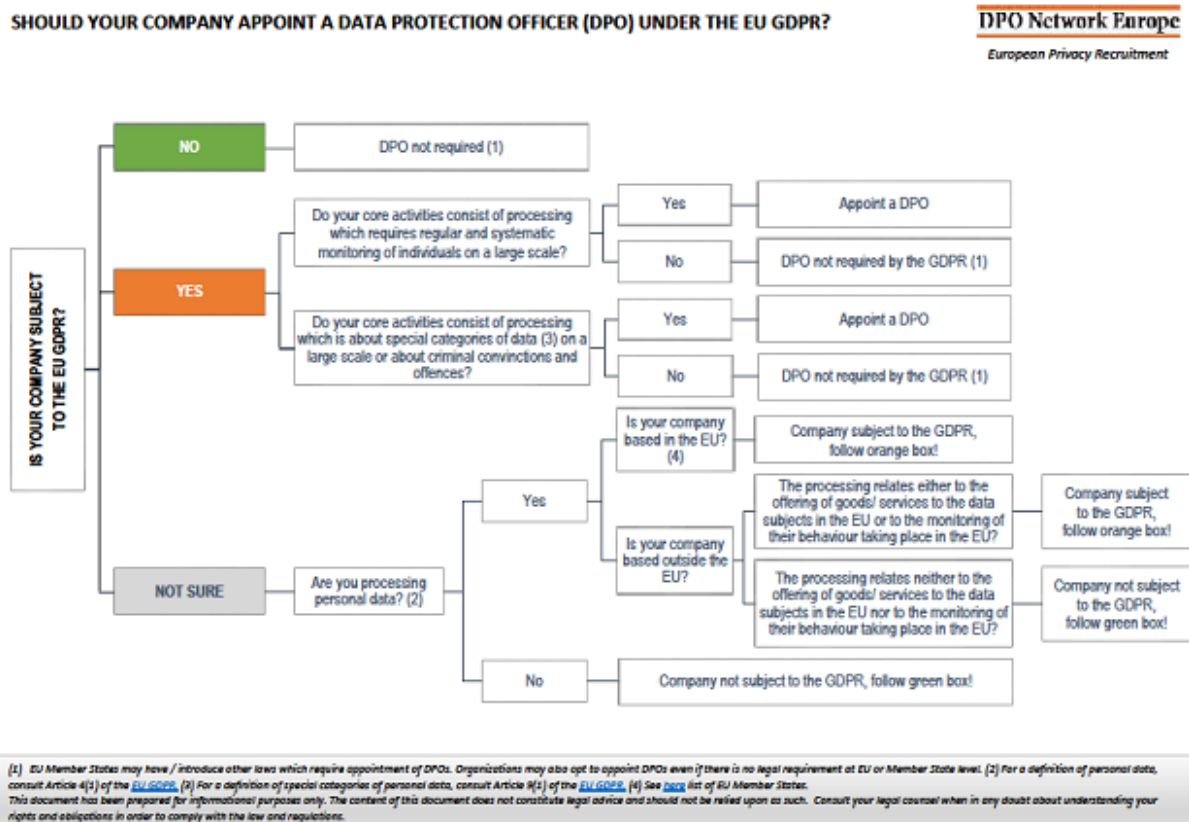 SHOULD YOUR COMPANY APPOINT A DATA PROTECTION OFFICER (DPO) UNDER THE EU GDPR?
DPO Network Europe
European Privacy Recruitment
IS YOUR COMPANY SUBJECT
TO THE EU GDPR?
NO
DPO not required (1)
YES
Do your core activities consist of processing
which requires regular and systematic
monitoring of individuals on a large scale?
Yes
Appoint a DPO
No
DPO not required by the GDPR (1)
Do your core activities consist of processing
which is about special categories of data (3) on a
large scale or about criminal convinctions and
offences?
Yes
Appoint a DPO
No
DPO not required by the GDPR (1)
NOT SURE
Are you processing
personal data? (2)
Yes
Is your company
based in the EU?
(4)
Company subject to the GDPR,
follow orange box!
Is your company
based outside the
EU?
The processing relates either to the
offering of goods/ services to the data
subjects in the EU or to the monitoring of
their behaviour taking place in the EU?
Company subject
to the GDPR,
follow orange box!
The processing relates neither to the
offering of goods/ services to the data
subjects in the EU nor to the monitoring of
their behaviour taking place in the EU?
Company not subject
to the GDPR,
follow green box!
No
Company not subject to the GDPR, follow green box!
(1) EU Member States may have / introduce other laws which require appointment of DPOs. Organizations may also opt to appoint DPOs even if there is no legal requirement at EU or Member State level. (2) For a definition of personal data,
consult Article 4(1) of the EU GDPR. (3) For a definition of special categories of personal data, consult Article 9(1) of the EU GDPR. (4) See here list of EU Member States.
This document has been prepared for informational purposes only. The content of this document does not constitute legal advice and should not be relied upon as such. Consult your legal counsel when in any doubt about understanding your
rights and obligations in order to comply with the law and regulations.